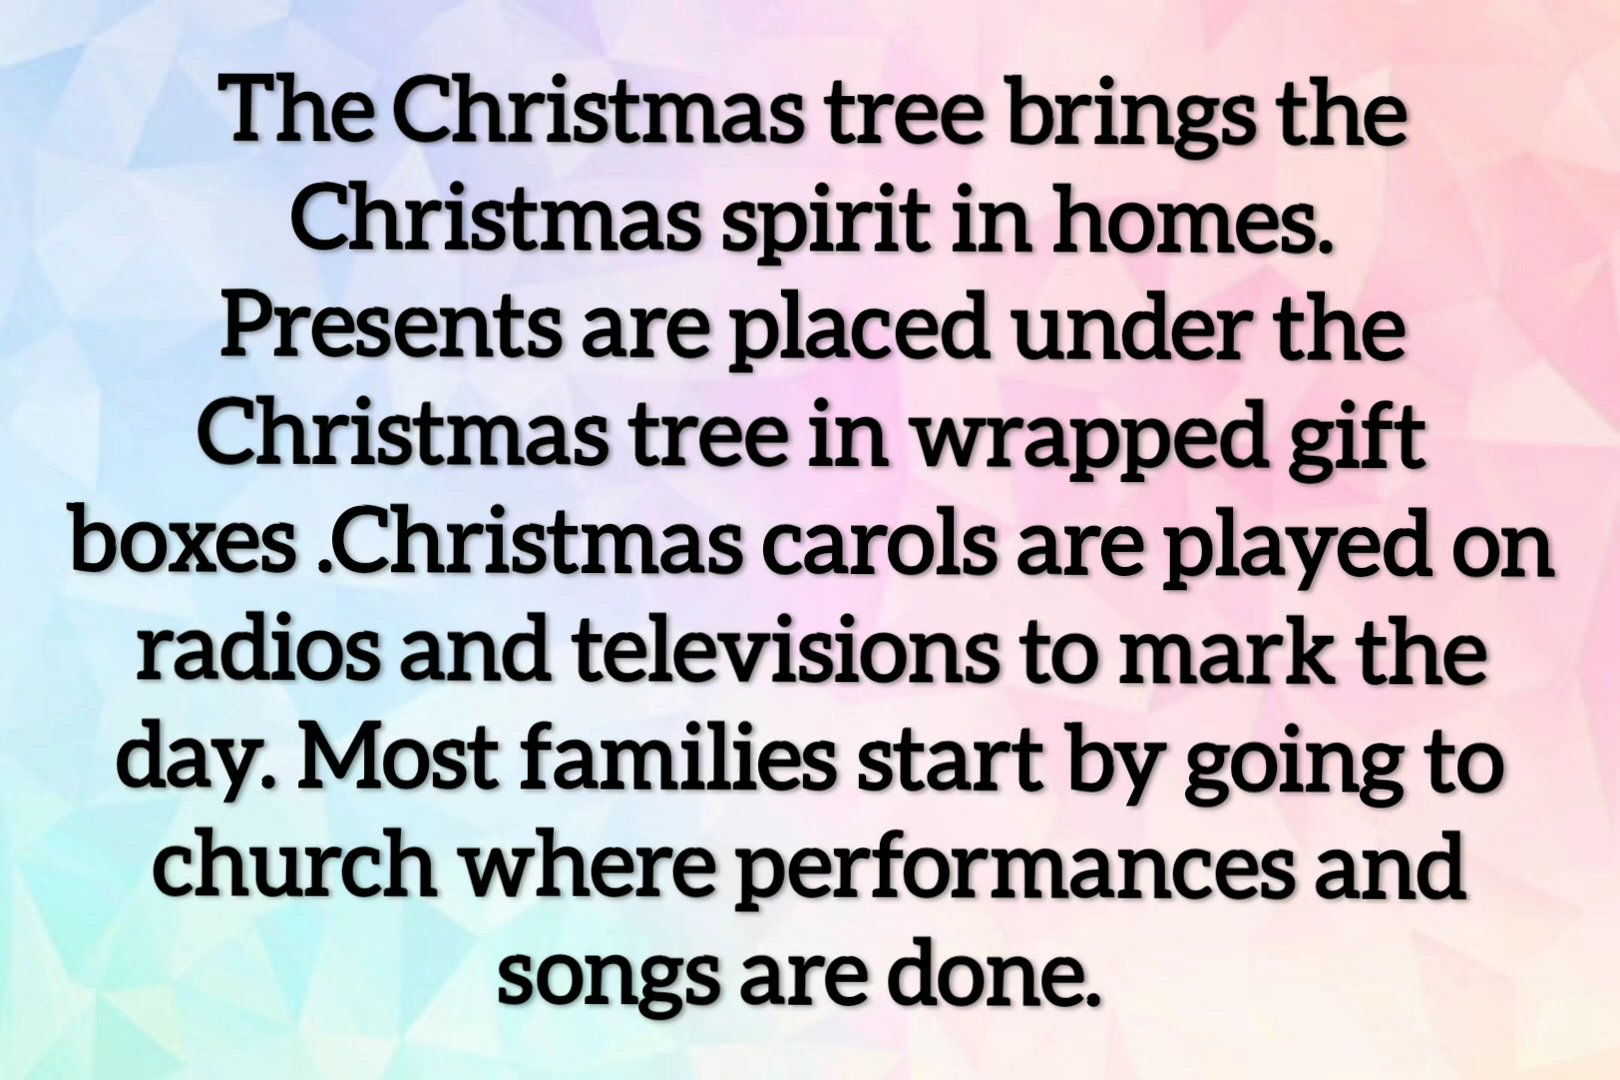 The Christmas tree brings the
Christmas spirit in homes.
Presents are placed under the
Christmas tree in wrapped gift
boxes .Christmas carols are played on
radios and televisions to mark the
day. Most families start by going to
church where performances and
songs are done.